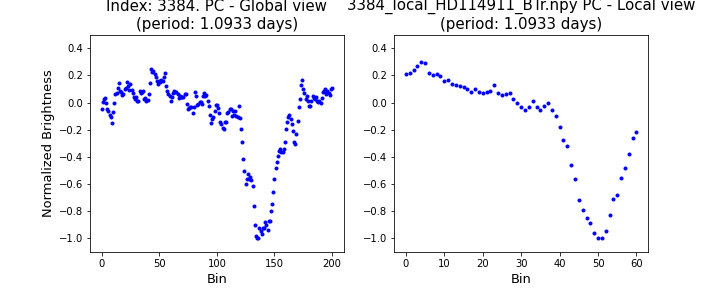 Index: 3384. PC - Global view
(period: 1.0933 days)
3384_local_HD114911_BTr.npy PC - Local view
(period: 1.0933 days)
Normalized Brightness
0.4
0.2
0.0
−0.2
−0.4
−0.6
−0.8
−1.0
0 50 100 150 200
Bin
0.4
0.2
0.0
−0.2
−0.4
−0.6
−0.8
−1.0
0 10 20 30 40 50 60
Bin